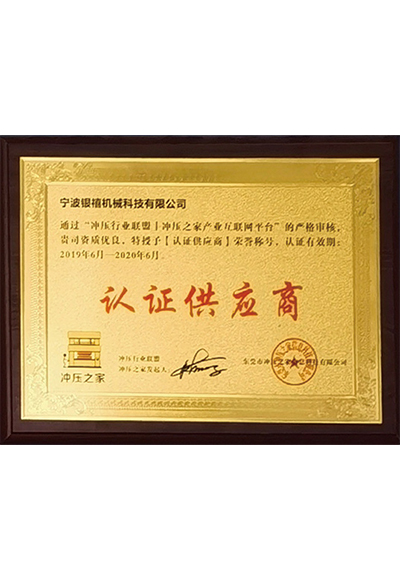 宁波银禧机械科技有限公司
通过“冲压行业联盟丨冲压之家产业互联网平台”的严格审核,
贵司资质优良,特授予【认证供应商】荣誉称号,认证有效期:
2019年6月—2020年6月。
认证供应商
冲压之家
冲压行业联盟
冲压之家发起人
东莞市冲压之家信息科技有限公司